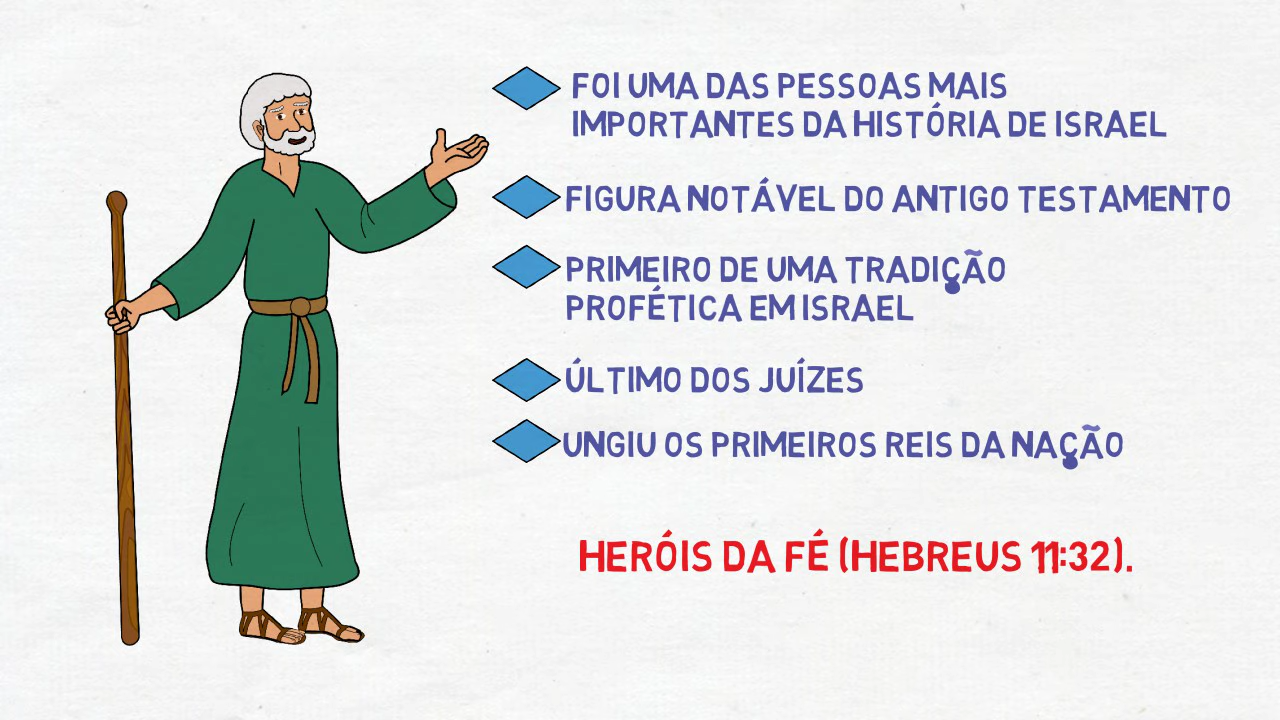 FOI UMA DAS PESSOAS MAIS
IMPORTANTES DA HISTÓRIA DE ISRAEL
FIGURA NOTÁVEL DO ANTIGO TESTAMENTO
PRIMEIRO DE UMA TRADIÇÃO
PROFÉTICA EM ISRAEL
ÚLTIMO DOS JUÍZES
UNGIU OS PRIMEIROS REIS DA NAÇÃO
HERÓIS DA FÉ (HEBREUS 11:32).